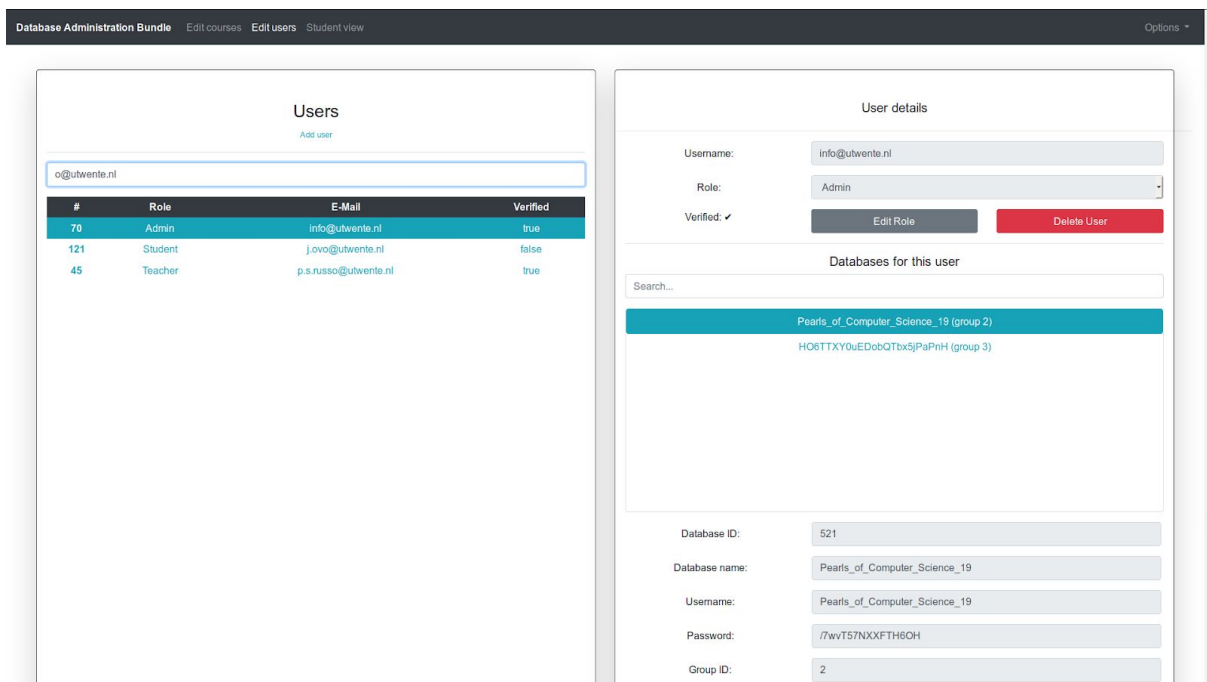 Database Administration Bundle Edit courses Edit users Student view Options
Users
Add user
o@utwente.nl
# Role E-Mail Verified
70 Admin info@utwente.nl true
121 Student j.ovo@utwente.nl false
45 Teacher p.s.russo@utwente.nl true
User details
Username: info@utwente.nl
Role: Admin
Verified: ✔ Edit Role Delete User
Databases for this user
Search...
Pearls_of_Computer_Science_19 (group 2)
HO6TTXY0uEDobQTbx5jPaPnH (group 3)
Database ID: 521
Database name: Pearls_of_Computer_Science_19
Username: Pearls_of_Computer_Science_19
Password: /7wvT57NXXFTH6OH
Group ID: 2